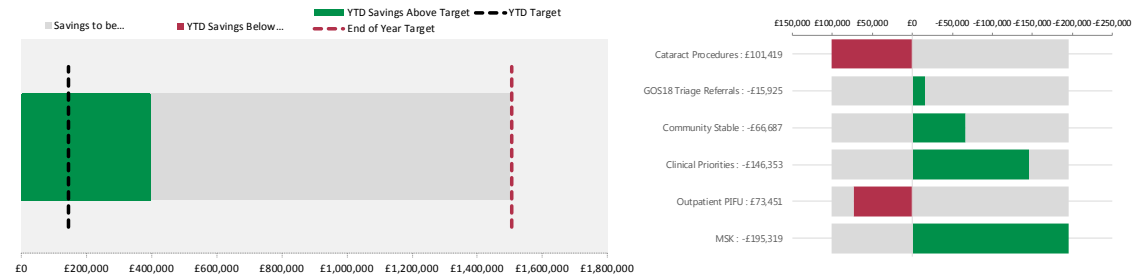 Savings to be...
YTD Savings Below...
YTD Savings Above Target
YTD Target
End of Year Target
£0 £200,000 £400,000 £600,000 £800,000 £1,000,000 £1,200,000 £1,400,000 £1,600,000 £1,800,000
£150,000 £100,000 £50,000 £0 -£50,000 -£100,000 -£150,000 -£200,000 -£250,000
Cataract Procedures : £101,419
GOS18 Triage Referrals : -£15,925
Community Stable : -£66,687
Clinical Priorities : -£146,353
Outpatient PIFU : £73,451
MSK : -£195,319